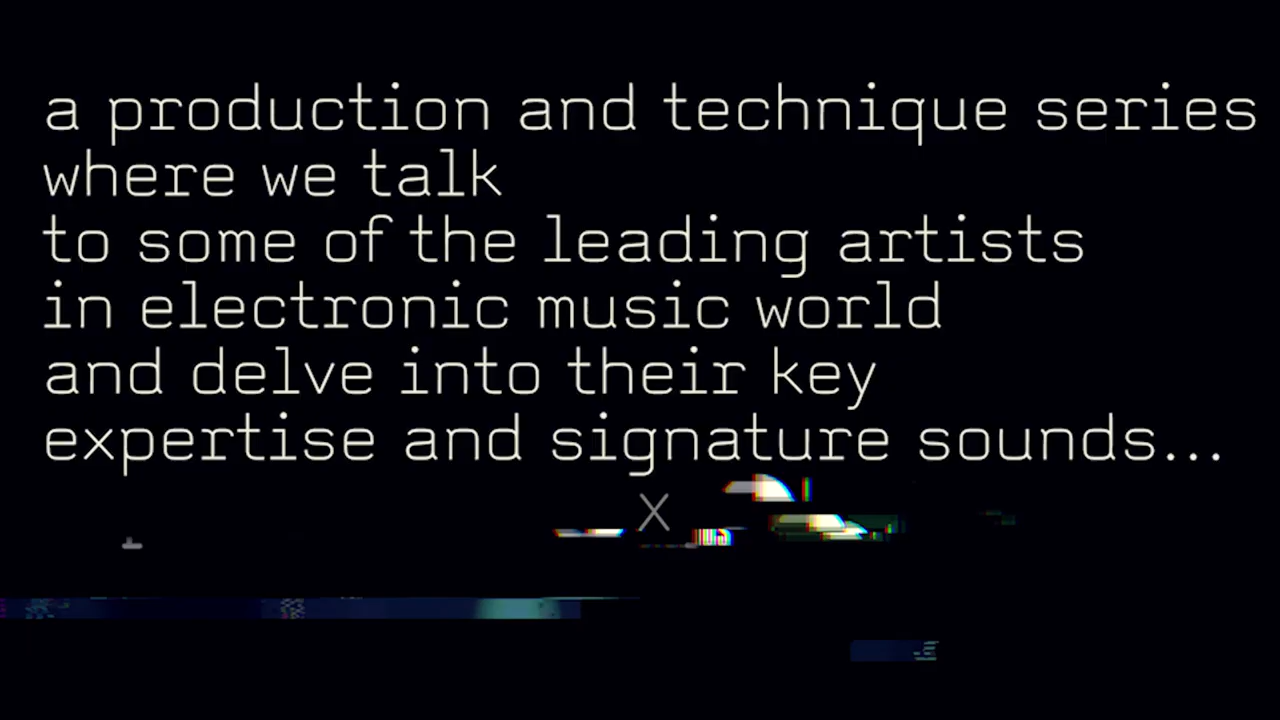 a production and technique series
where we talk
to some of the leading artists
in electronic music world
and delve into their key
expertise and signature sounds...
X